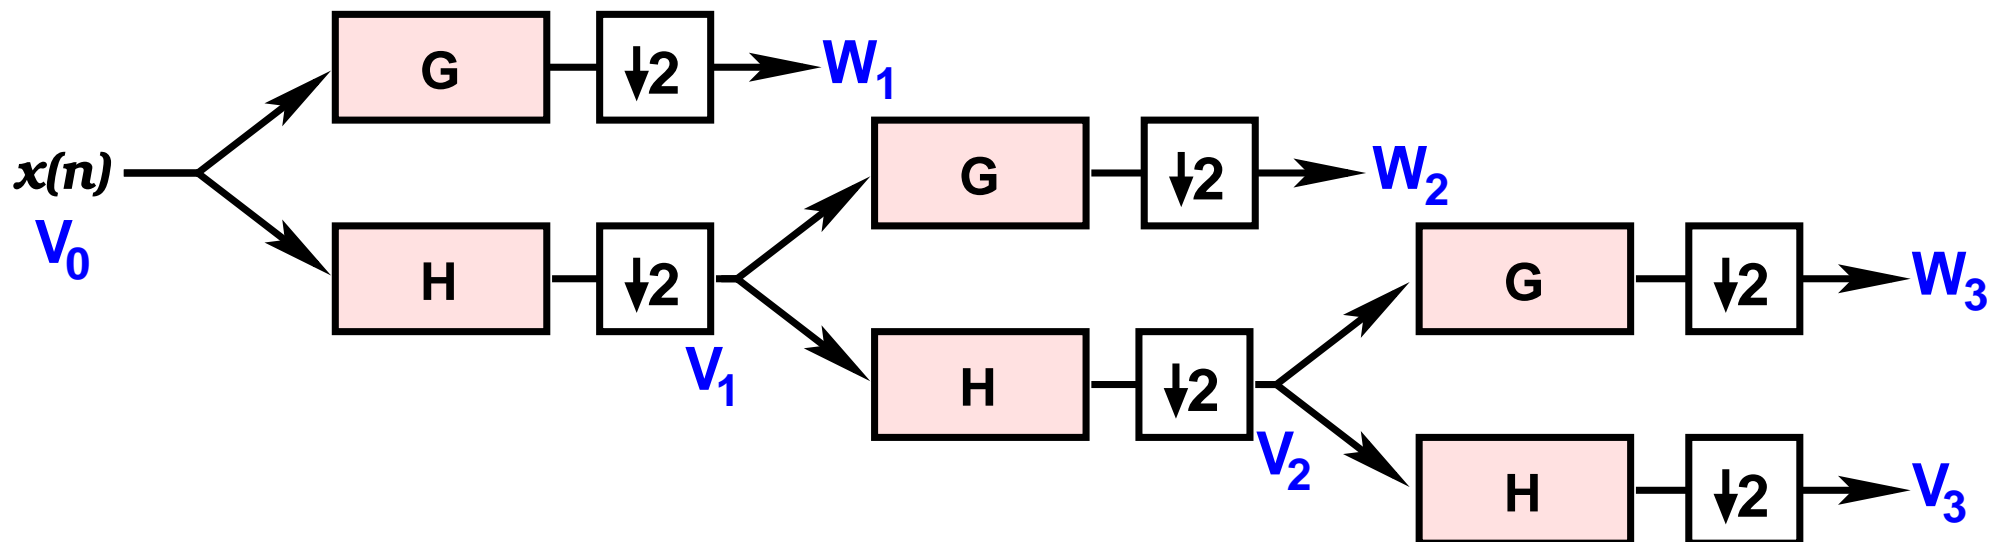 G ↓2 W1
G ↓2 W2
x(n)
V0
H ↓2
G ↓2 W3
V1
H ↓2
V2
H ↓2 V3